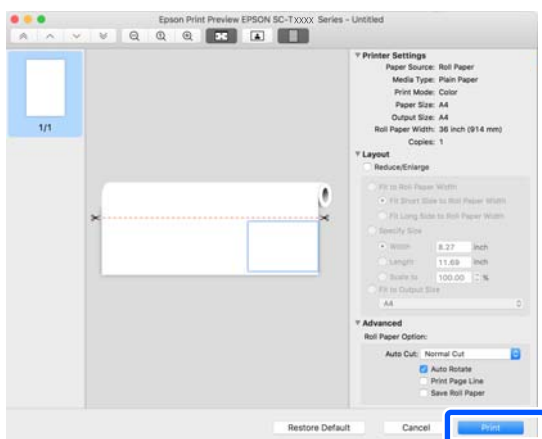 Epson Print Preview EPSON SC-TXXXX Series - Untitled
1/1
Printer Settings
Paper Source: Roll Paper
Media Type: Plain Paper
Print Mode: Color
Paper Size: A4
Output Size: A4
Roll Paper Width: 36 inch (914 mm)
Copies: 1
Layout
Reduce/Enlarge
Fit to Roll Paper Width
Fit Short Side to Roll Paper Width
Fit Long Side to Roll Paper Width
Specify Size
Width 8.27 inch
Length 11.69 inch
Scale to 100.00 %
Fit to Output Size
A4
Advanced
Roll Paper Option:
Auto Cut: Normal Cut
Auto Rotate
Print Page Line
Save Roll Paper
Restore Default Cancel Print